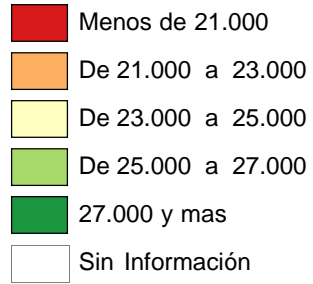 Menos de 21.000
De 21.000 a 23.000
De 23.000 a 25.000
De 25.000 a 27.000
27.000 y mas
Sin Información